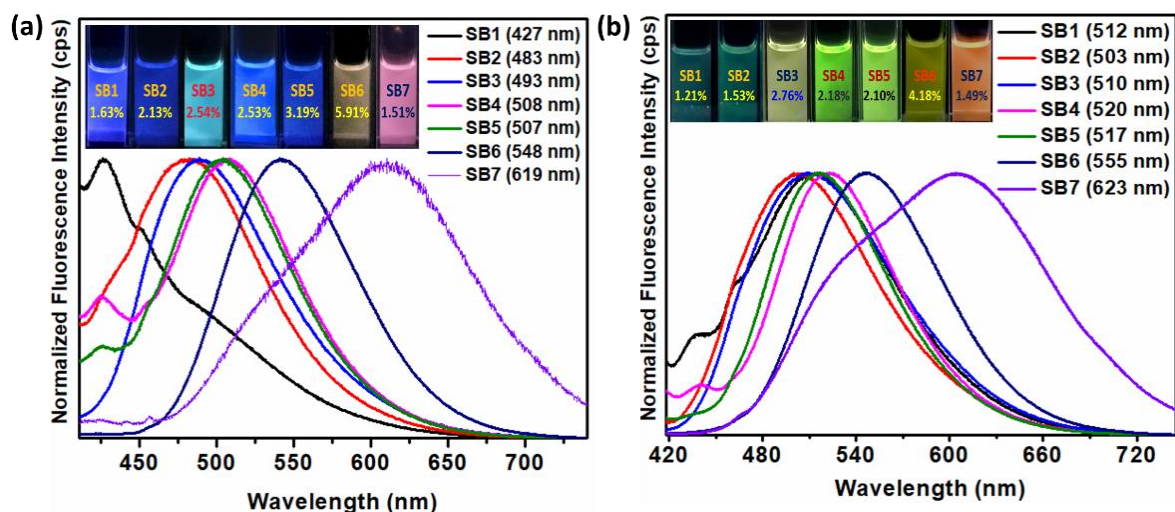 (a)
SB1 SB2 SB3 SB4 SB5 SB6 SB7
1.63% 2.13% 2.54% 2.53% 3.19% 5.91% 1.51%
SB1 (427 nm)
SB2 (483 nm)
SB3 (493 nm)
SB4 (508 nm)
SB5 (507 nm)
SB6 (548 nm)
SB7 (619 nm)
Normalized Fluorescence Intensity (cps)
450 500 550 600 650 700
Wavelength (nm)
(b)
SB1 SB2 SB3 SB4 SB5 SB6 SB7
1.21% 1.53% 2.76% 2.18% 2.10% 4.18% 1.49%
SB1 (512 nm)
SB2 (503 nm)
SB3 (510 nm)
SB4 (520 nm)
SB5 (517 nm)
SB6 (555 nm)
SB7 (623 nm)
Normalized Fluorescence Intensity (cps)
420 480 540 600 660 720
Wavelength (nm)